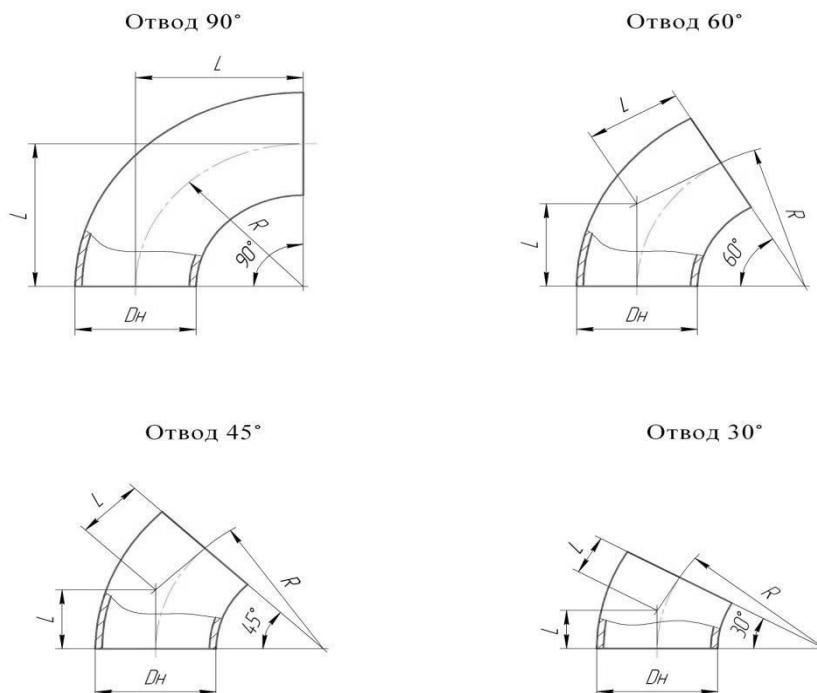 Отвод 90°
L
L
R
90°
Dн
Отвод 60°
L
L
R
60°
Dн
Отвод 45°
L
L
R
45°
Dн
Отвод 30°
L
L
R
30°
Dн